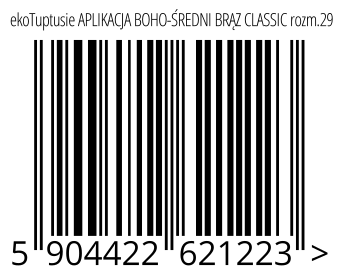 ekoTuptusie APLIKACJA BOHO-ŚREDNI BRĄZ CLASSIC rozm.29
5 904422 621223 >